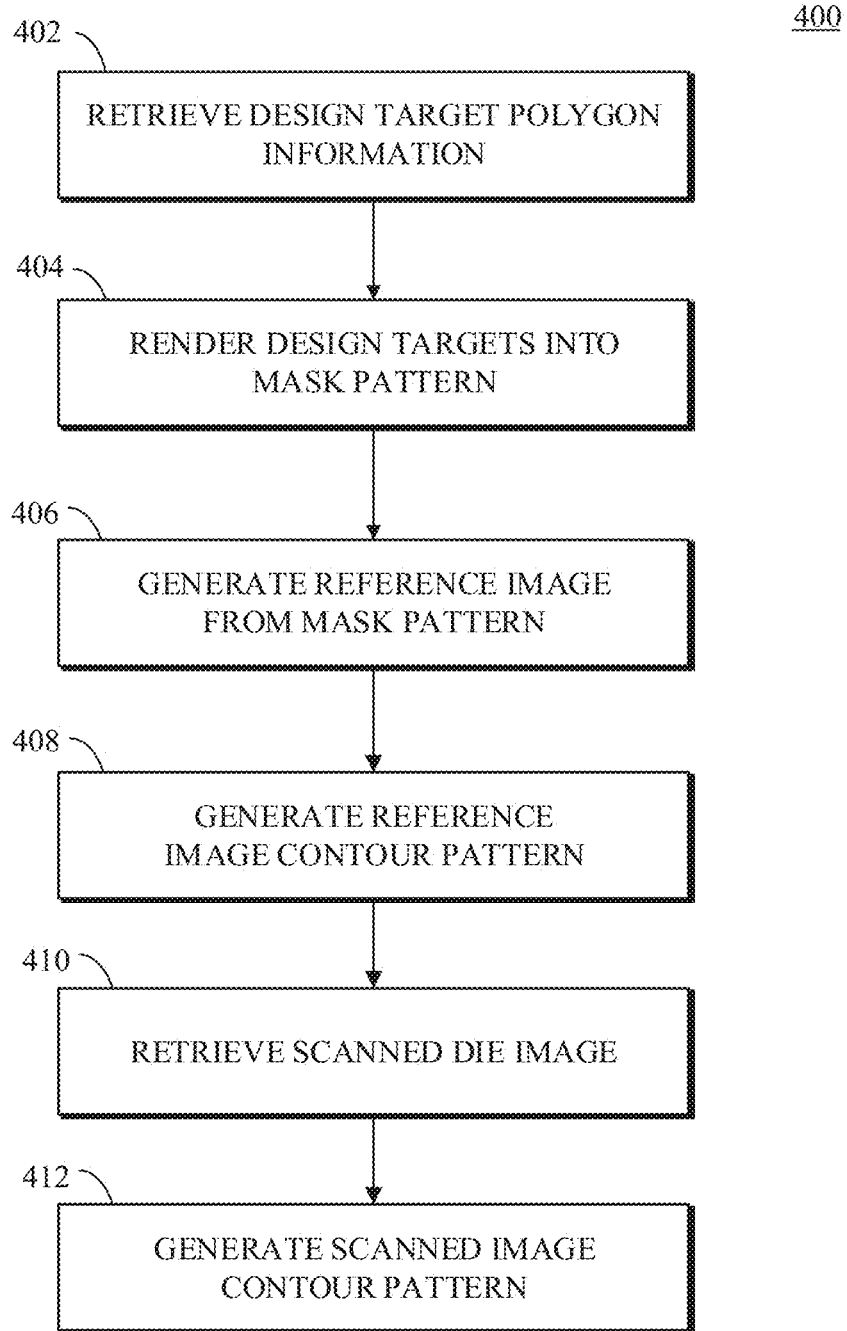 400
402
RETRIEVE DESIGN TARGET POLYGON
INFORMATION
404
RENDER DESIGN TARGETS INTO
MASK PATTERN
406
GENERATE REFERENCE IMAGE
FROM MASK PATTERN
408
GENERATE REFERENCE
IMAGE CONTOUR PATTERN
410
RETRIEVE SCANNED DIE IMAGE
412
GENERATE SCANNED IMAGE
CONTOUR PATTERN